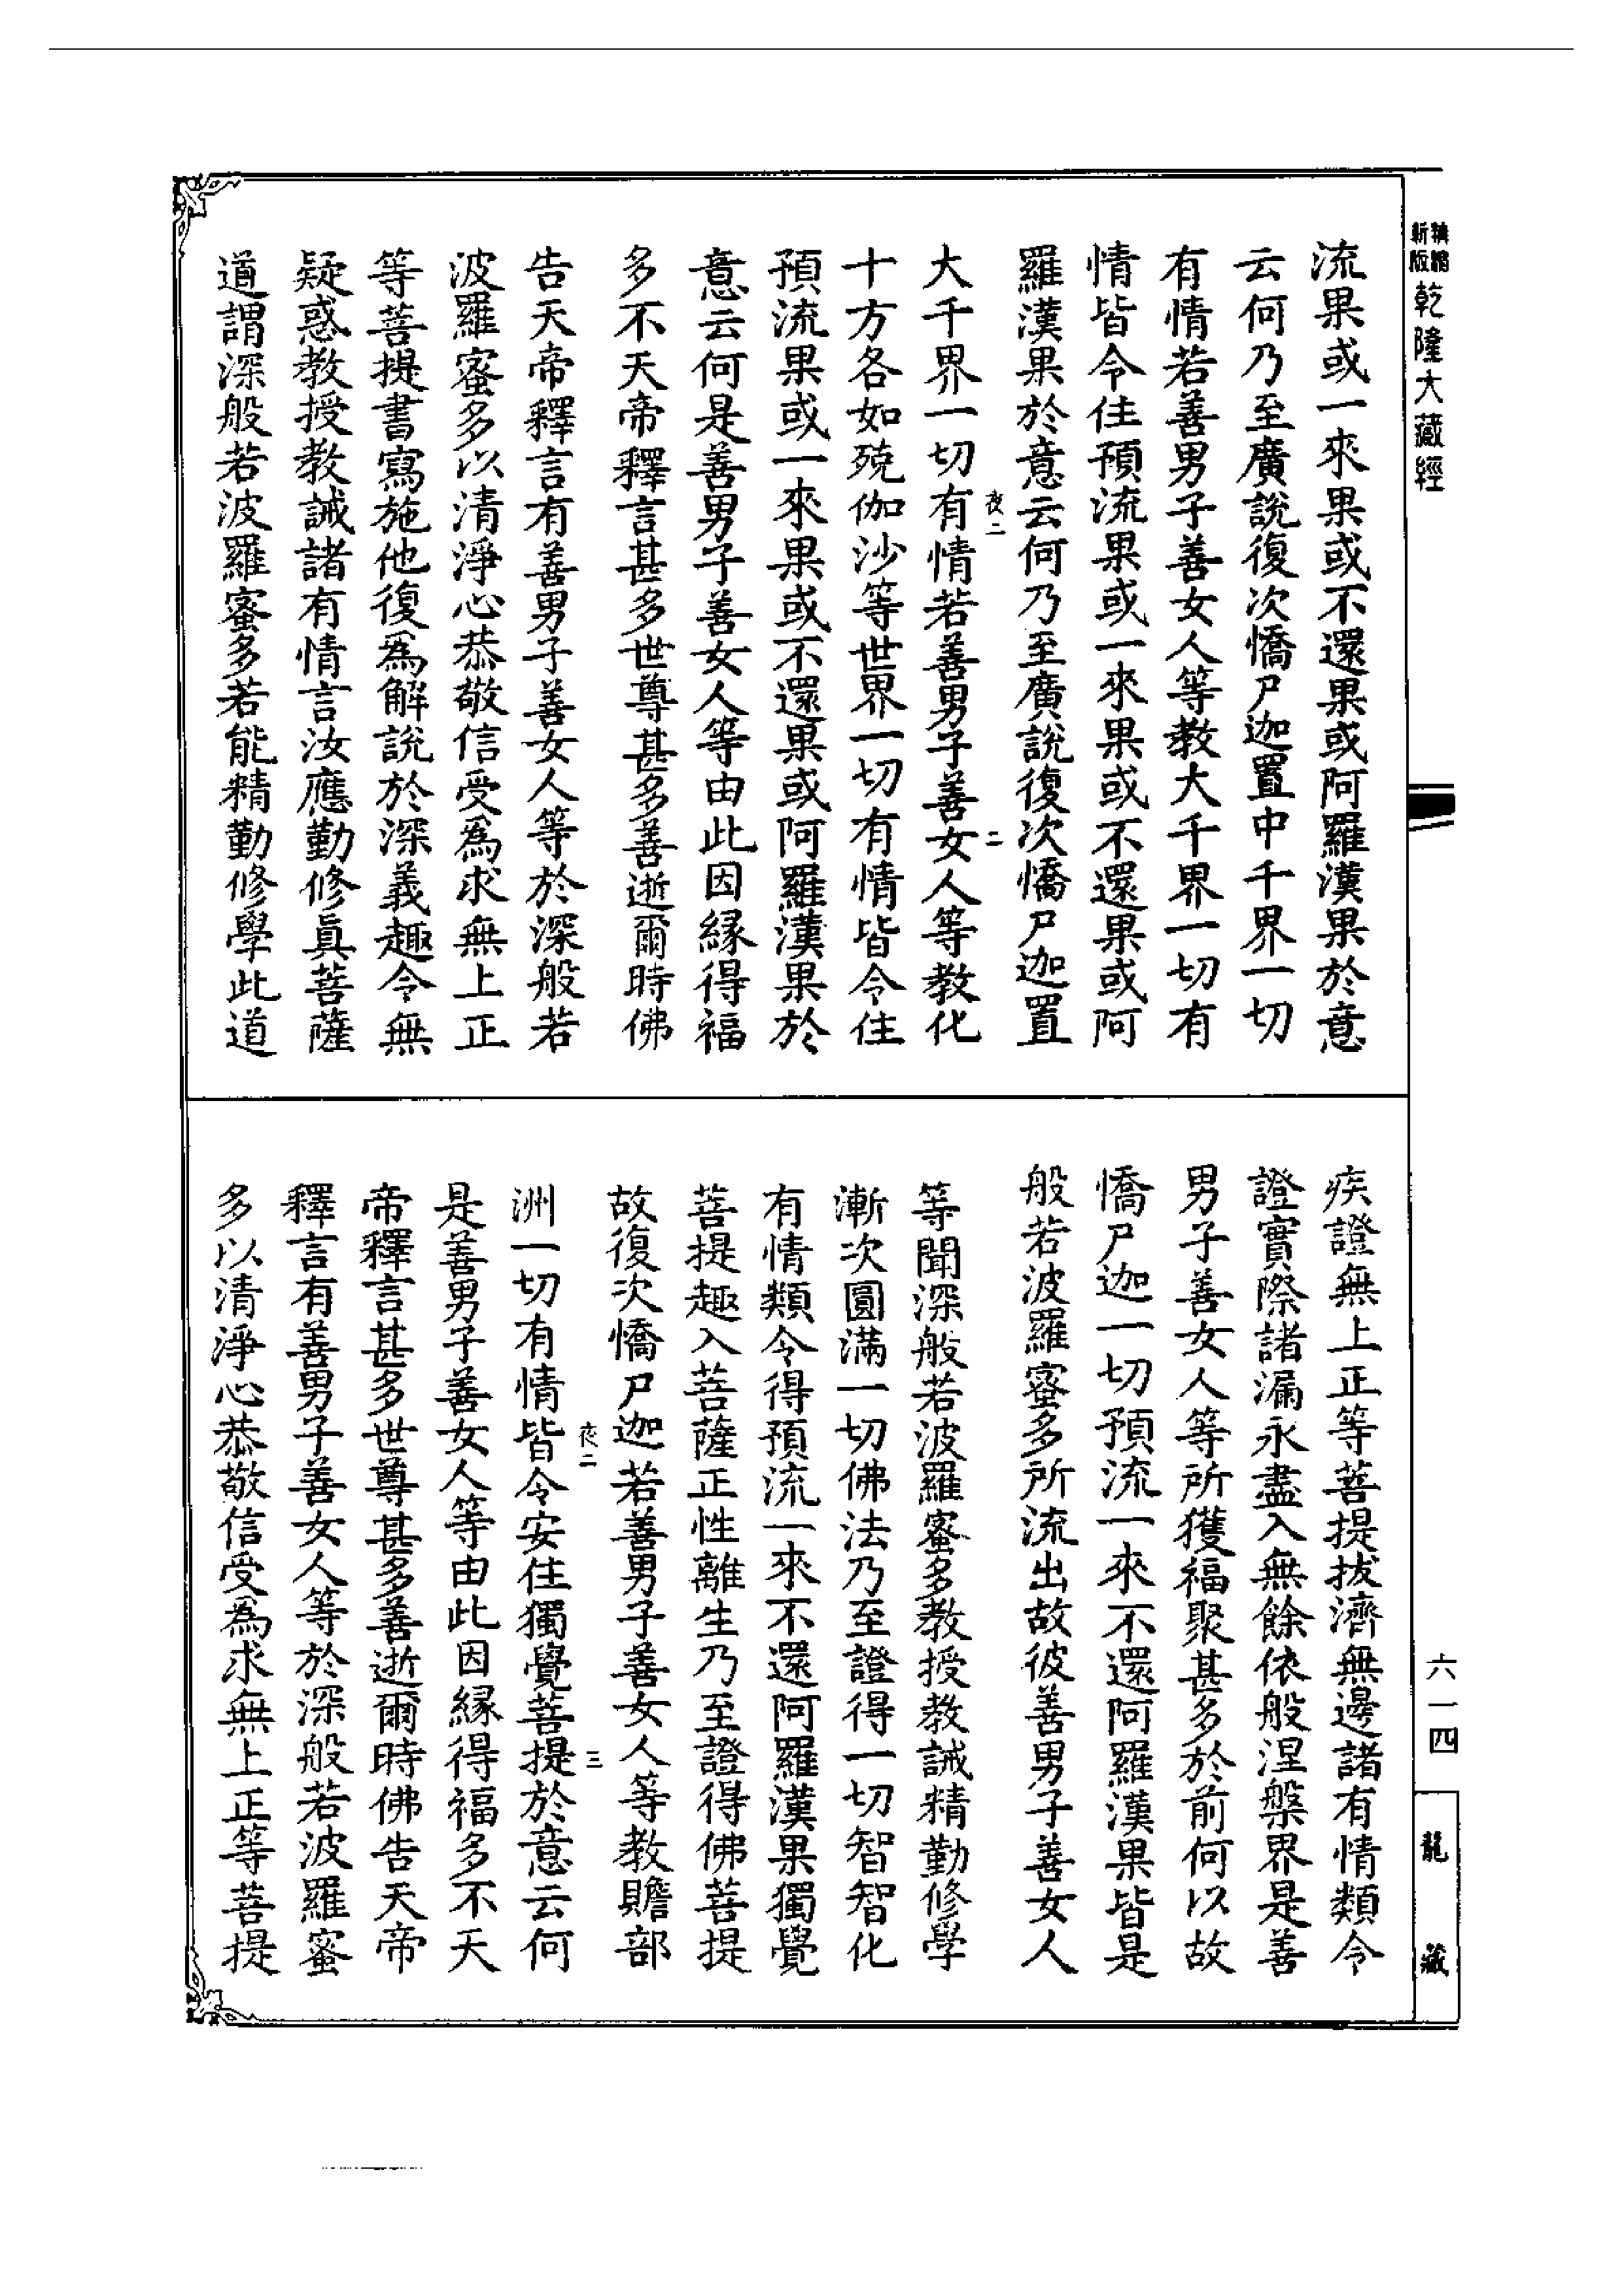 精縮
新版
乾隆大藏經
流果或一來果或不還果或阿羅漢果於意
云何乃至廣說復次憍尸迦置中千界一切
有情若善男子善女人等教大千界一切有
情皆令住預流果或一來果或不還果或阿
羅漢果於意云何乃至廣說復次憍尸迦置
夜二
二
大千界一切有情若善男子善女人等教化
十方各如殑伽沙等世界一切有情皆令住
預流果或一來果或不還果或阿羅漢果於
意云何是善男子善女人等由此因緣得福
多不天帝釋言甚多世尊甚多善逝爾時佛
告天帝釋言有善男子善女人等於深般若
波羅蜜多以清淨心恭敬信受為求無上正
等菩提書寫施他復為解說於深義趣令無
疑惑教授教誡諸有情言汝應勤修真菩薩
道謂深般若波羅蜜多若能精勤修學此道
疾證無上正等菩提拔濟無邊諸有情類令
證實際諸漏永盡入無餘依般涅槃界是善
男子善女人等所獲福聚甚多於前何以故
憍尸迦一切預流一來不還阿羅漢果皆是
般若波羅蜜多所流出故彼善男子善女人
等聞深般若波羅蜜多教授教誡精勤修學
漸次圓滿一切佛法乃至證得一切智智化
有情類令得預流一來不還阿羅漢果獨覺
菩提趣入菩薩正性離生乃至證得佛菩提
故復次憍尸迦若善男子善女人等教贍部
夜二
三
洲一切有情皆令安住獨覺菩提於意云何
是善男子善女人等由此因緣得福多不天
帝釋言甚多世尊甚多善逝爾時佛告天帝
釋言有善男子善女人等於深般若波羅蜜
多以清淨心恭敬信受為求無上正等菩提
六一四
龍藏